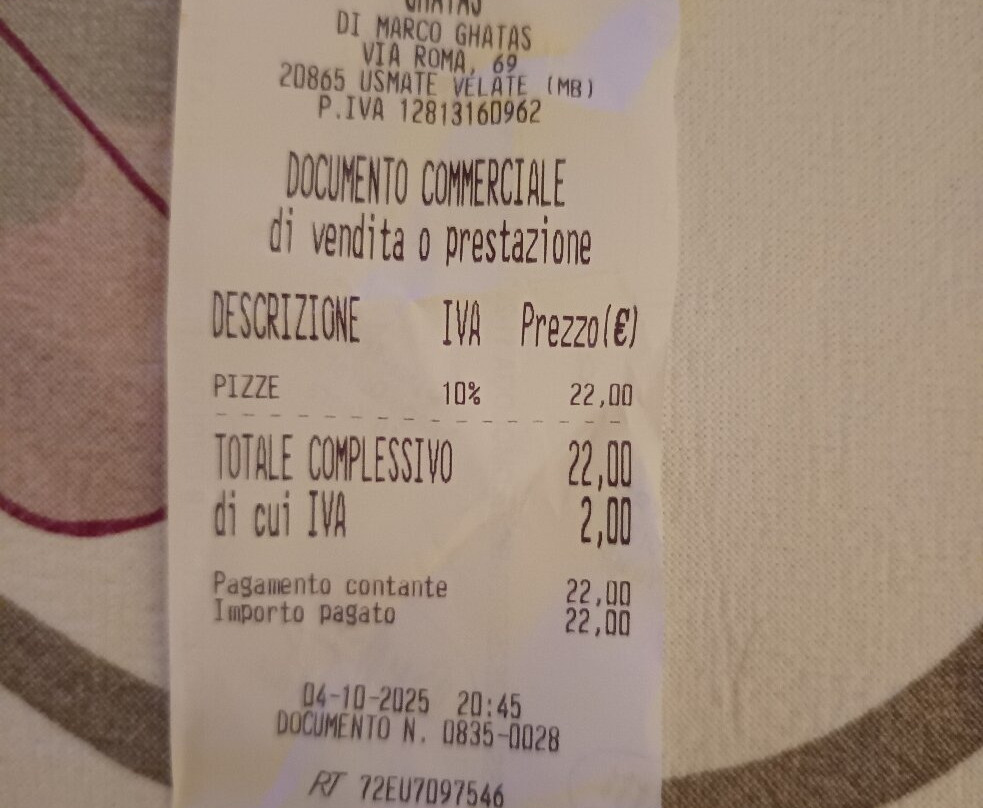 GHATAS
DI MARCO GHATAS
VIA ROMA, 69
20865 USMATE VELATE (MB)
P.IVA 12813160962
DOCUMENTO COMMERCIALE
di vendita o prestazione
DESCRIZIONE IVA Prezzo(€)
PIZZE 10% 22,00
TOTALE COMPLESSIVO 22,00
di cui IVA 2,00
Pagamento contante 22,00
Importo pagato 22,00
04-10-2025 20:45
DOCUMENTO N. 0835-0028
RT 72EU7097546